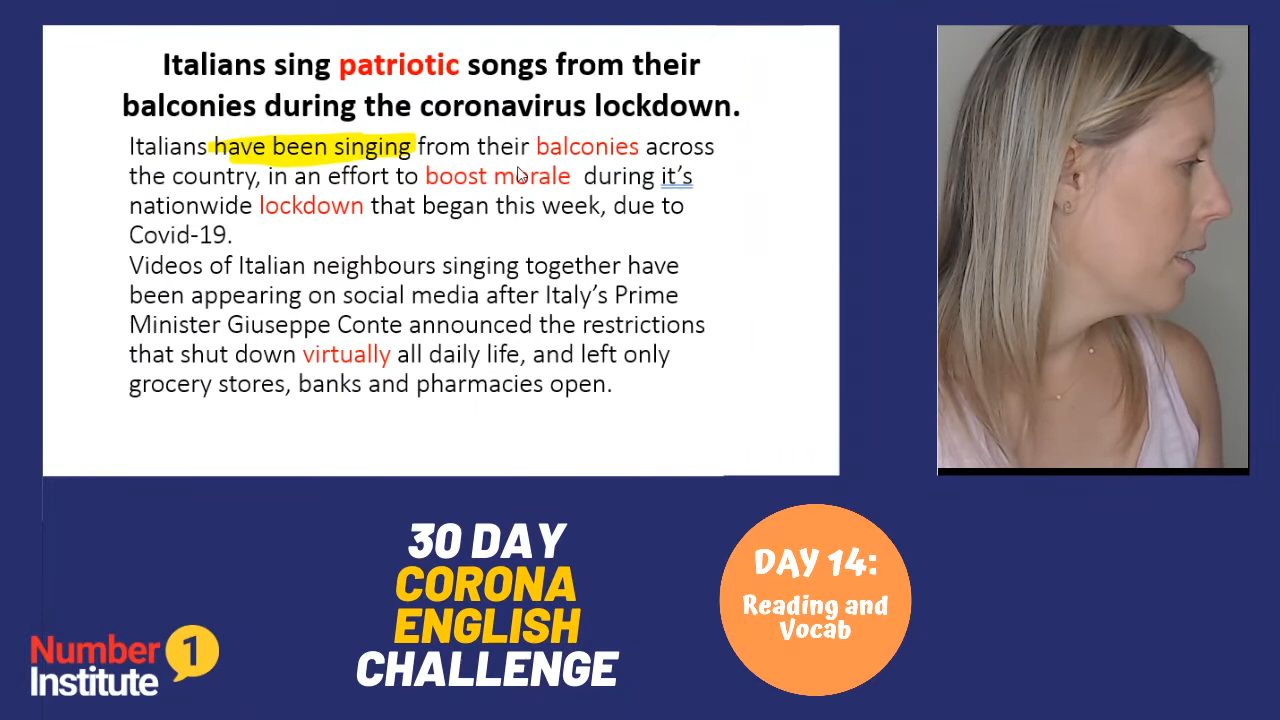 Italians sing patriotic songs from their
balconies during the coronavirus lockdown.
Italians have been singing from their balconies across
the country, in an effort to boost morale during it's
nationwide lockdown that began this week, due to
Covid-19.
Videos of Italian neighbours singing together have
been appearing on social media after Italy’s Prime
Minister Giuseppe Conte announced the restrictions
that shut down virtually all daily life, and left only
grocery stores, banks and pharmacies open.
30 DAY
CORONA
ENGLISH
CHALLENGE
DAY 14:
Reading and
Vocab
Number 1
Institute